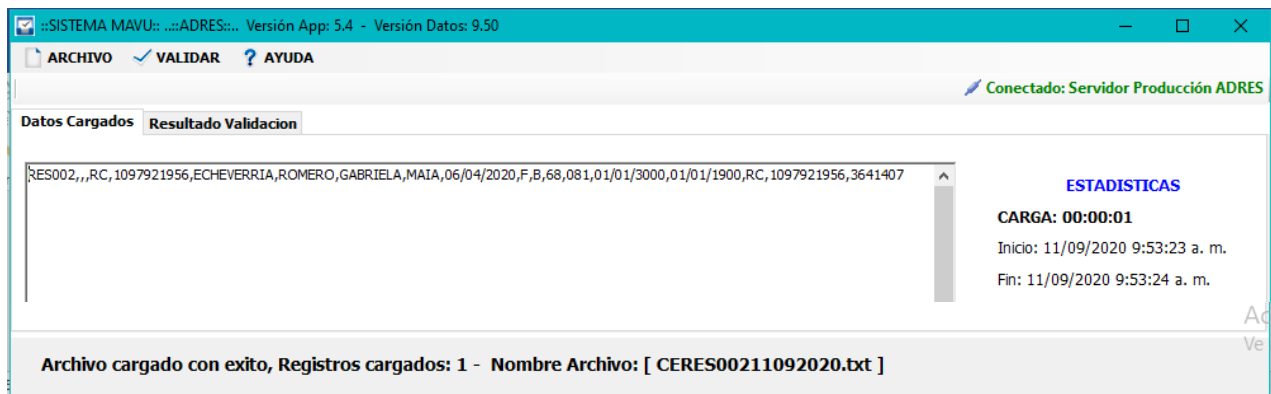 ::SISTEMA MAVU:: ..::ADRES::.. Versión App: 5.4 - Versión Datos: 9.50
ARCHIVO VALIDAR ? AYUDA
Conectado: Servidor Producción ADRES
Datos Cargados Resultado Validacion
RES002,,,RC,1097921956,ECHEVERRIA,ROMERO,GABRIELA,MAIA,06/04/2020,F,B,68,081,01/01/3000,01/01/1900,RC,1097921956,3641407
ESTADISTICAS
CARGA: 00:00:01
Inicio: 11/09/2020 9:53:23 a. m.
Fin: 11/09/2020 9:53:24 a. m.
Ac
Ve
Archivo cargado con exito, Registros cargados: 1 - Nombre Archivo: [ CERES00211092020.txt ]